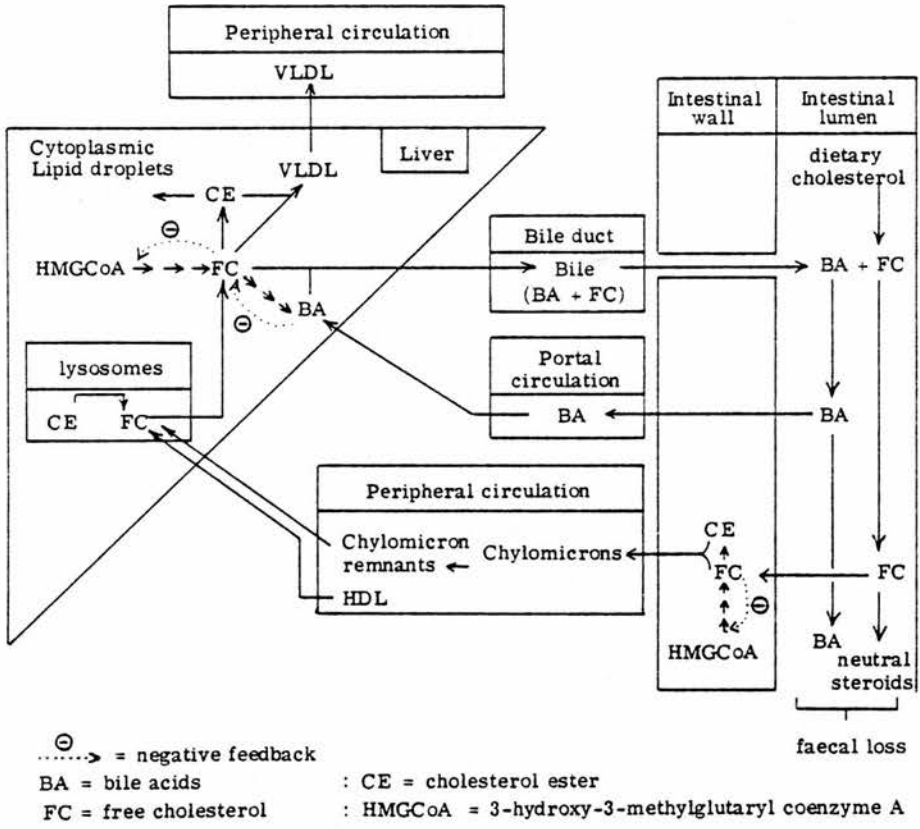 Peripheral circulation
VLDL
Intestinal
wall
Intestinal
lumen
Cytoplasmic
Lipid droplets
Liver
VLDL
CE
dietary
cholesterol
⊖
HMGCoA
FC
⊖
BA
Bile duct
Bile
(BA + FC)
BA + FC
lysosomes
CE
FC
Portal
circulation
BA
BA
Peripheral circulation
Chylomicron
remnants
Chylomicrons
HDL
CE
FC
⊖
HMGCoA
FC
BA
neutral
steroids
faecal loss
⊖
= negative feedback
BA = bile acids : CE = cholesterol ester
FC = free cholesterol : HMGCoA = 3-hydroxy-3-methylglutaryl coenzyme A